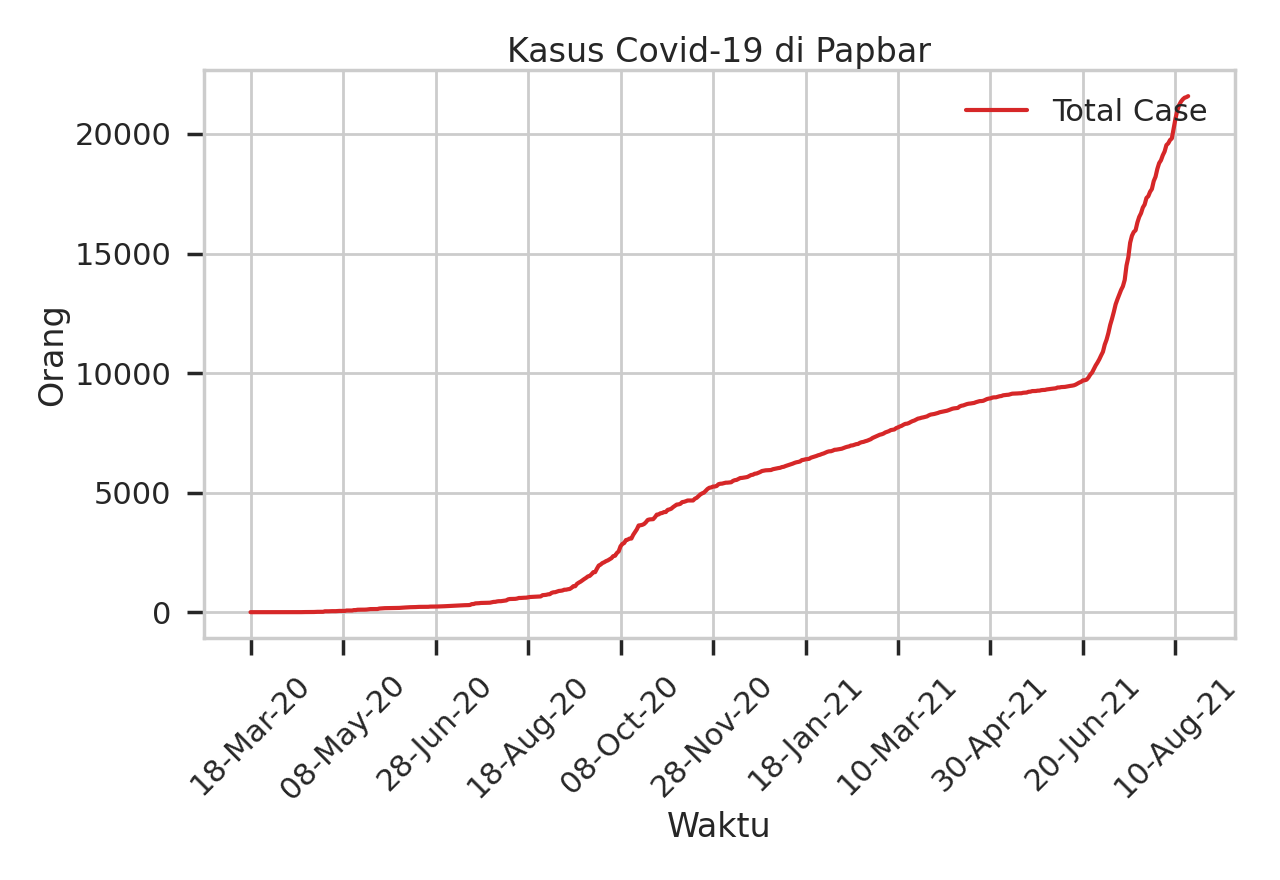 Kasus Covid-19 di Papbar
Total Case
Orang
20000
15000
10000
5000
0
18-Mar-20
08-May-20
28-Jun-20
18-Aug-20
08-Oct-20
28-Nov-20
18-Jan-21
10-Mar-21
30-Apr-21
20-Jun-21
10-Aug-21
Waktu